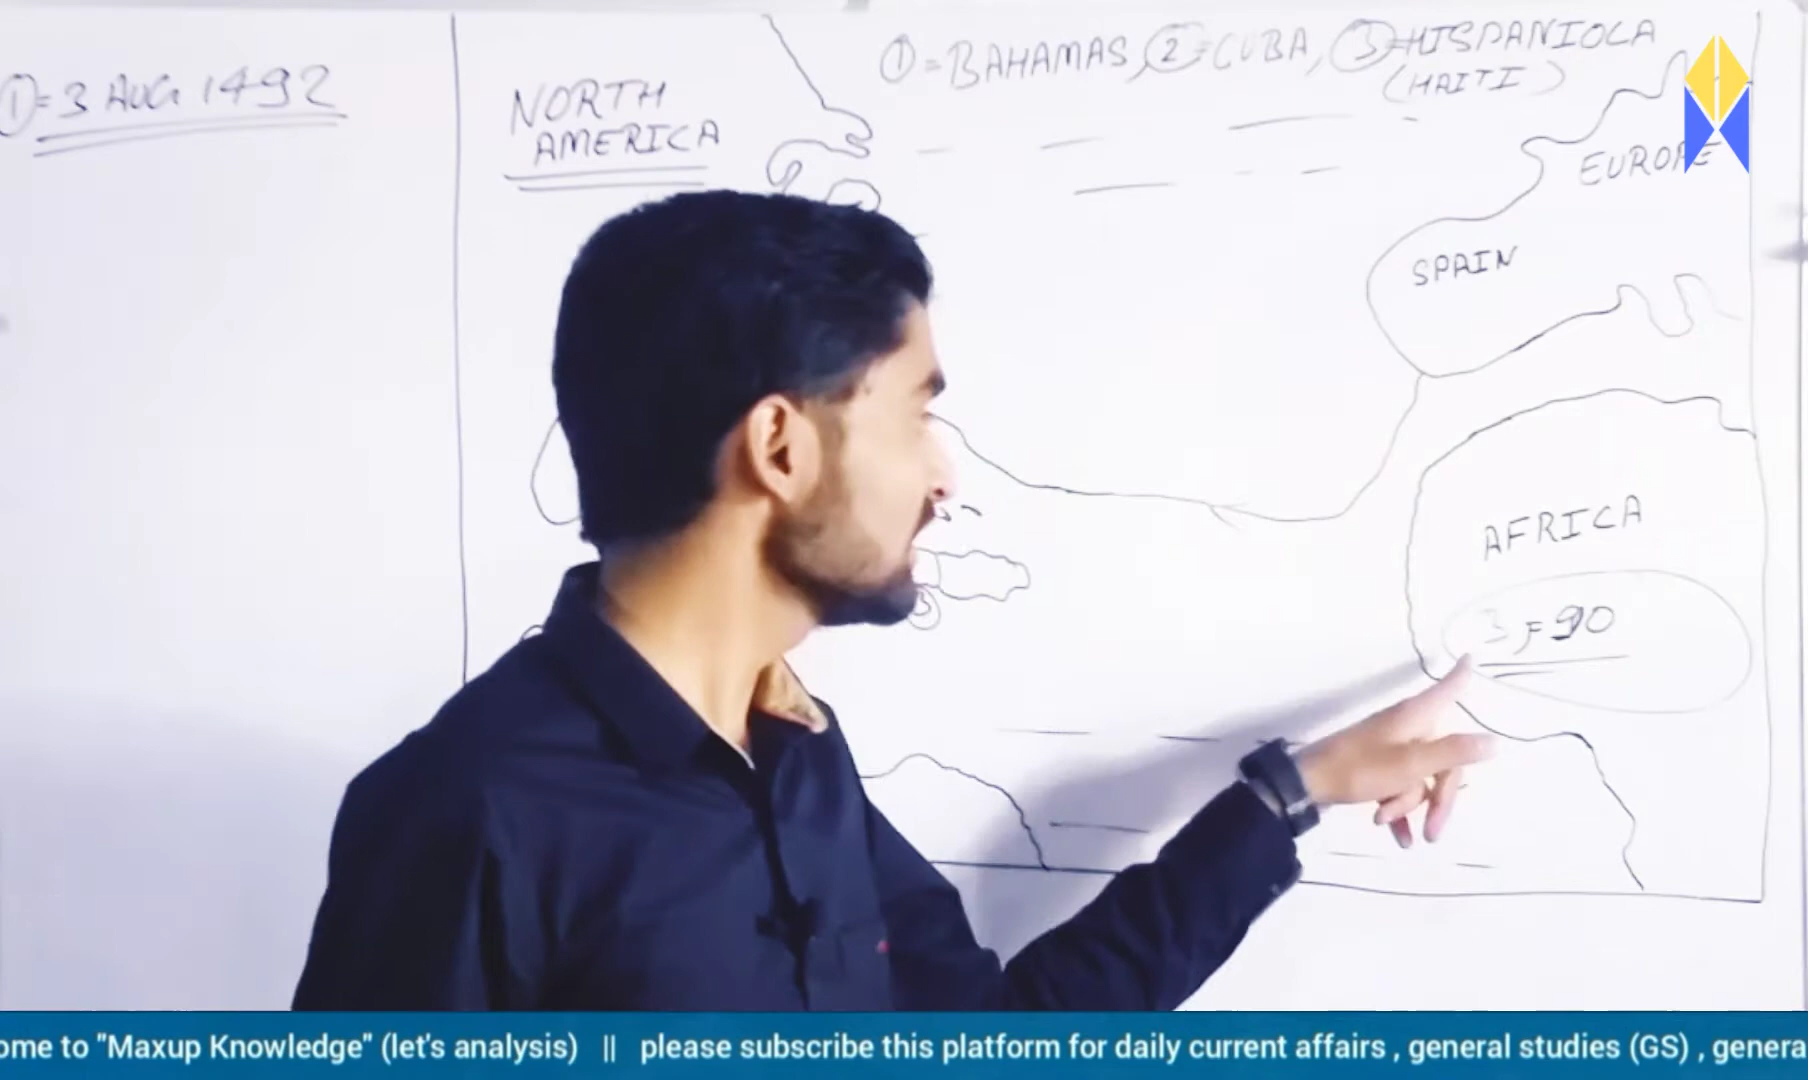 ①=3 AUG 1492
NORTH
AMERICA
①=BAHAMAS, ②=CUBA, ③=HISPANIOLA
(HAITI)
EUROPE
SPAIN
AFRICA
90
ome to "Maxup Knowledge" (let's analysis) || please subscribe this platform for daily current affairs , general studies (GS) , genera